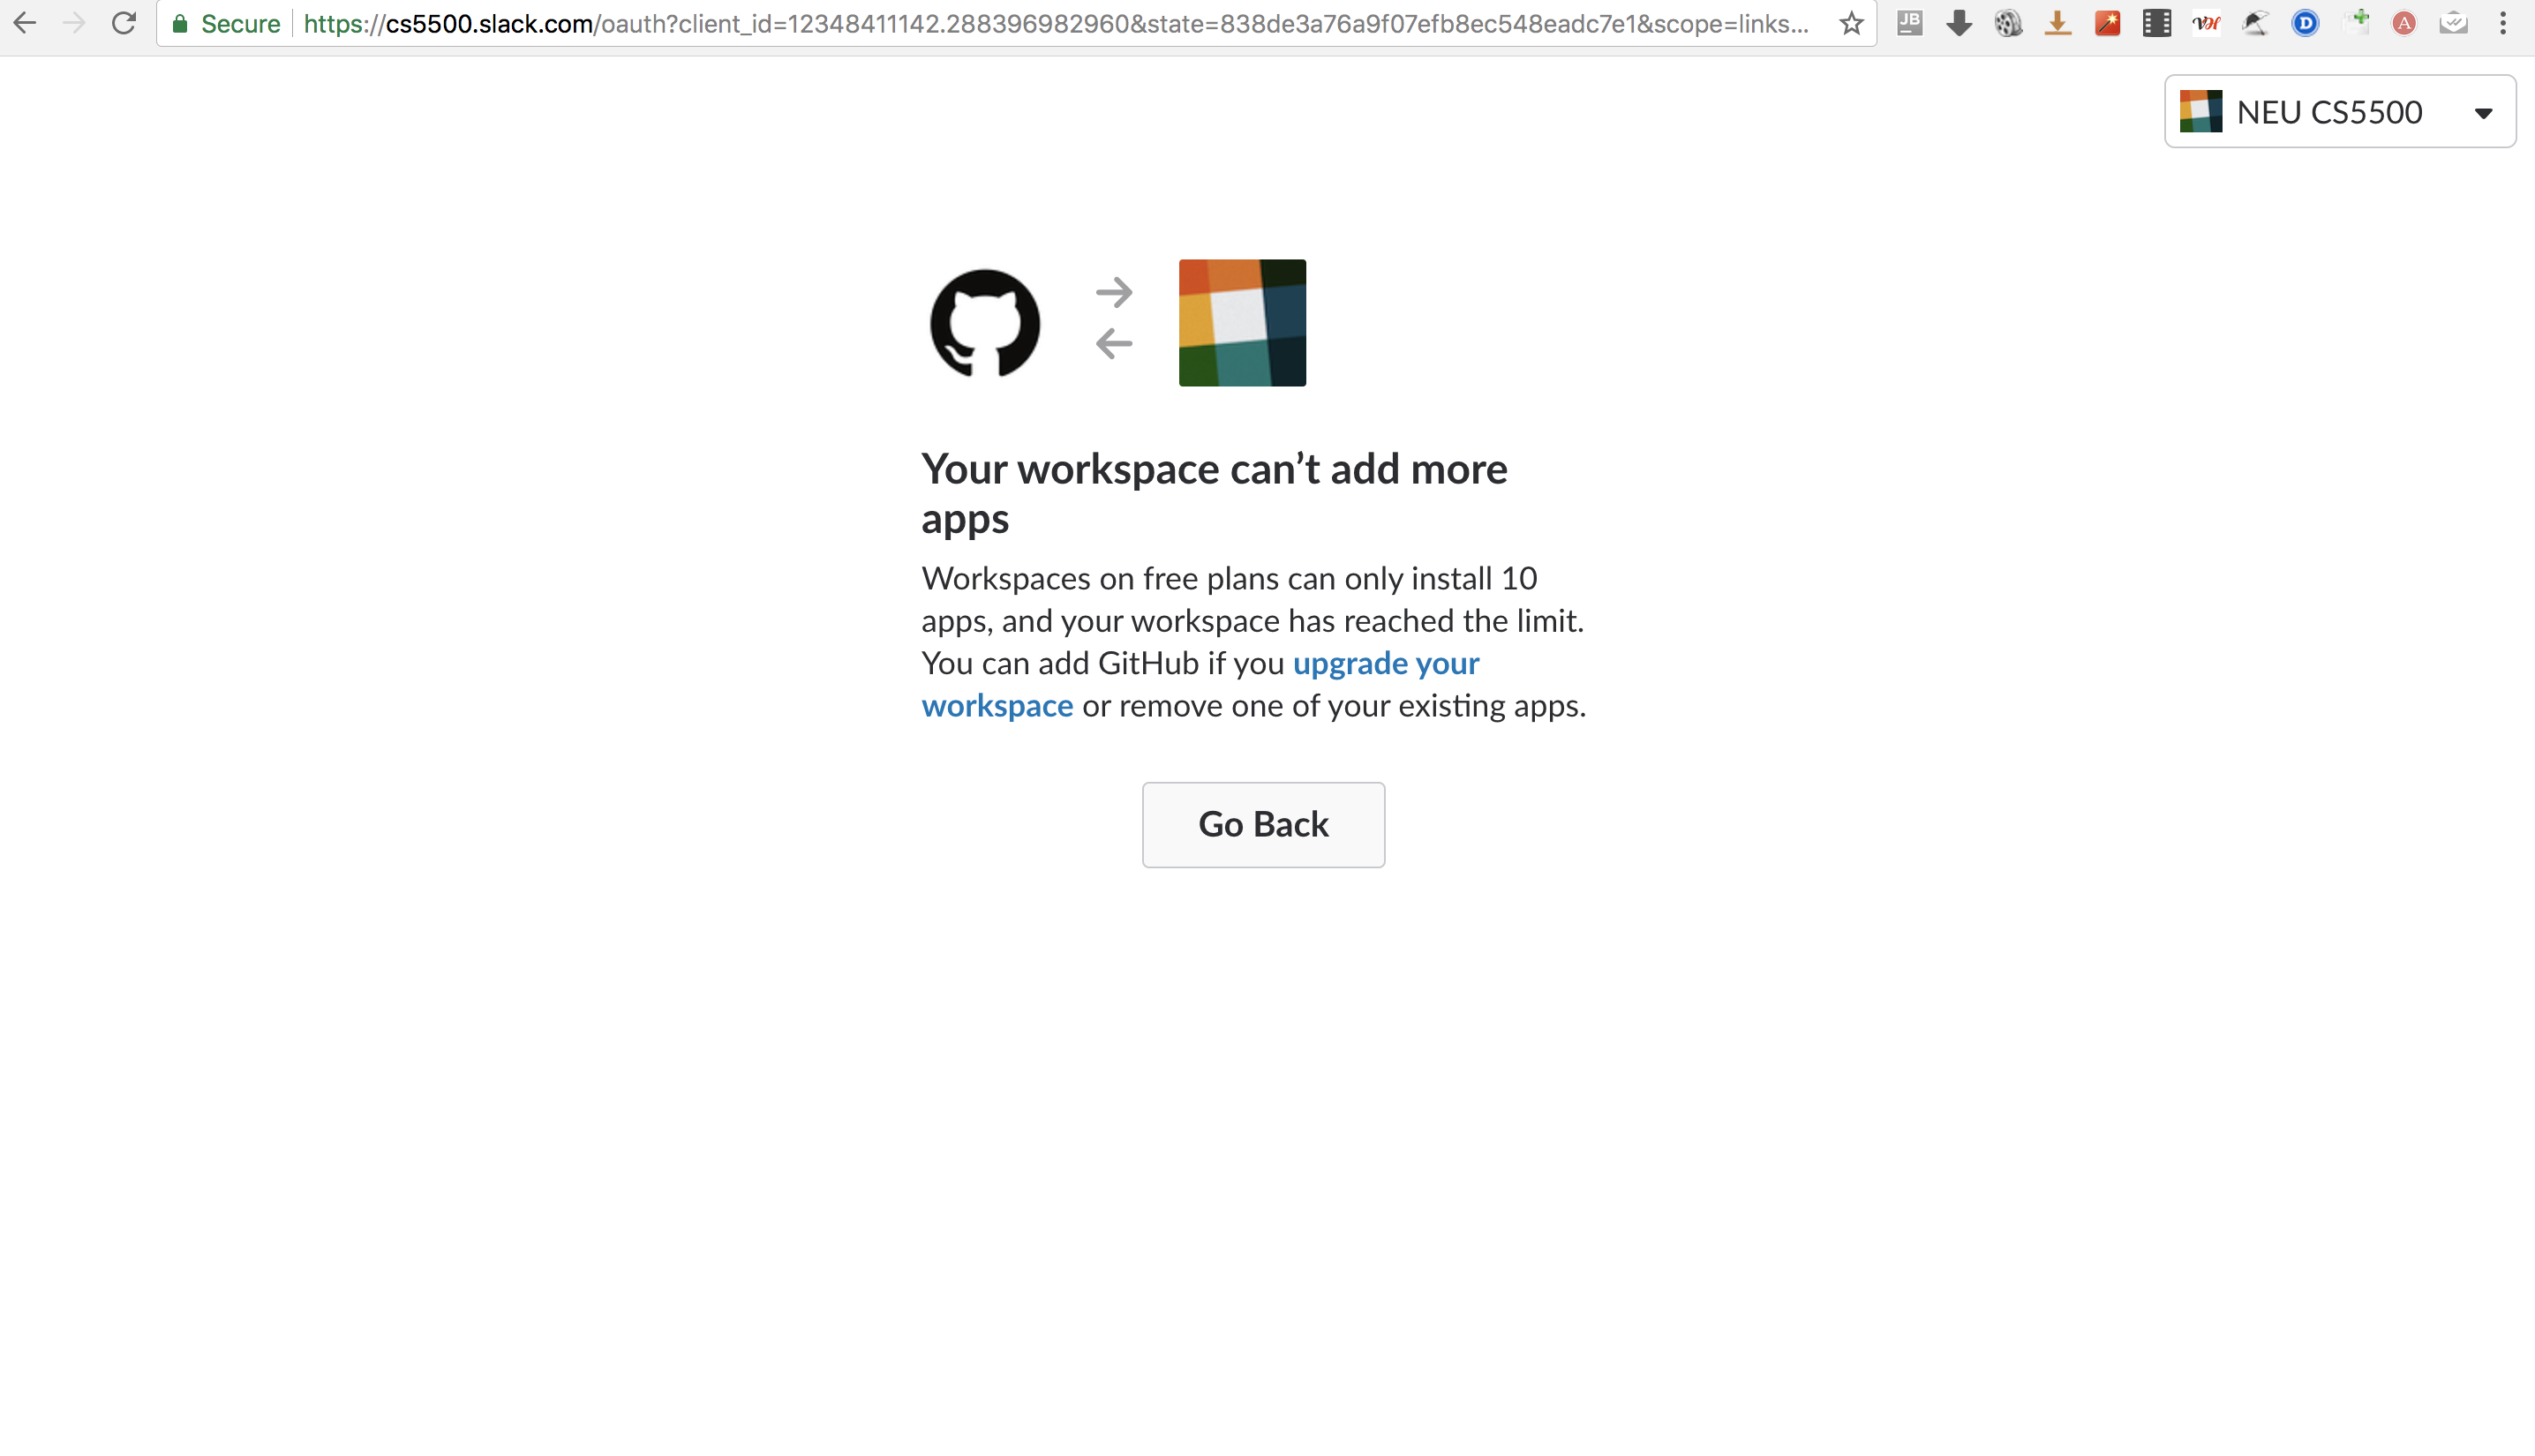 Secure https://cs5500.slack.com/oauth?client_id=12348411142.288396982960&state=838de3a76a9f07efb8ec548eadc7e1&scope=links...
JB
D
A
NEU CS5500
Your workspace can’t add more
apps
Workspaces on free plans can only install 10
apps, and your workspace has reached the limit.
You can add GitHub if you upgrade your
workspace or remove one of your existing apps.
Go Back